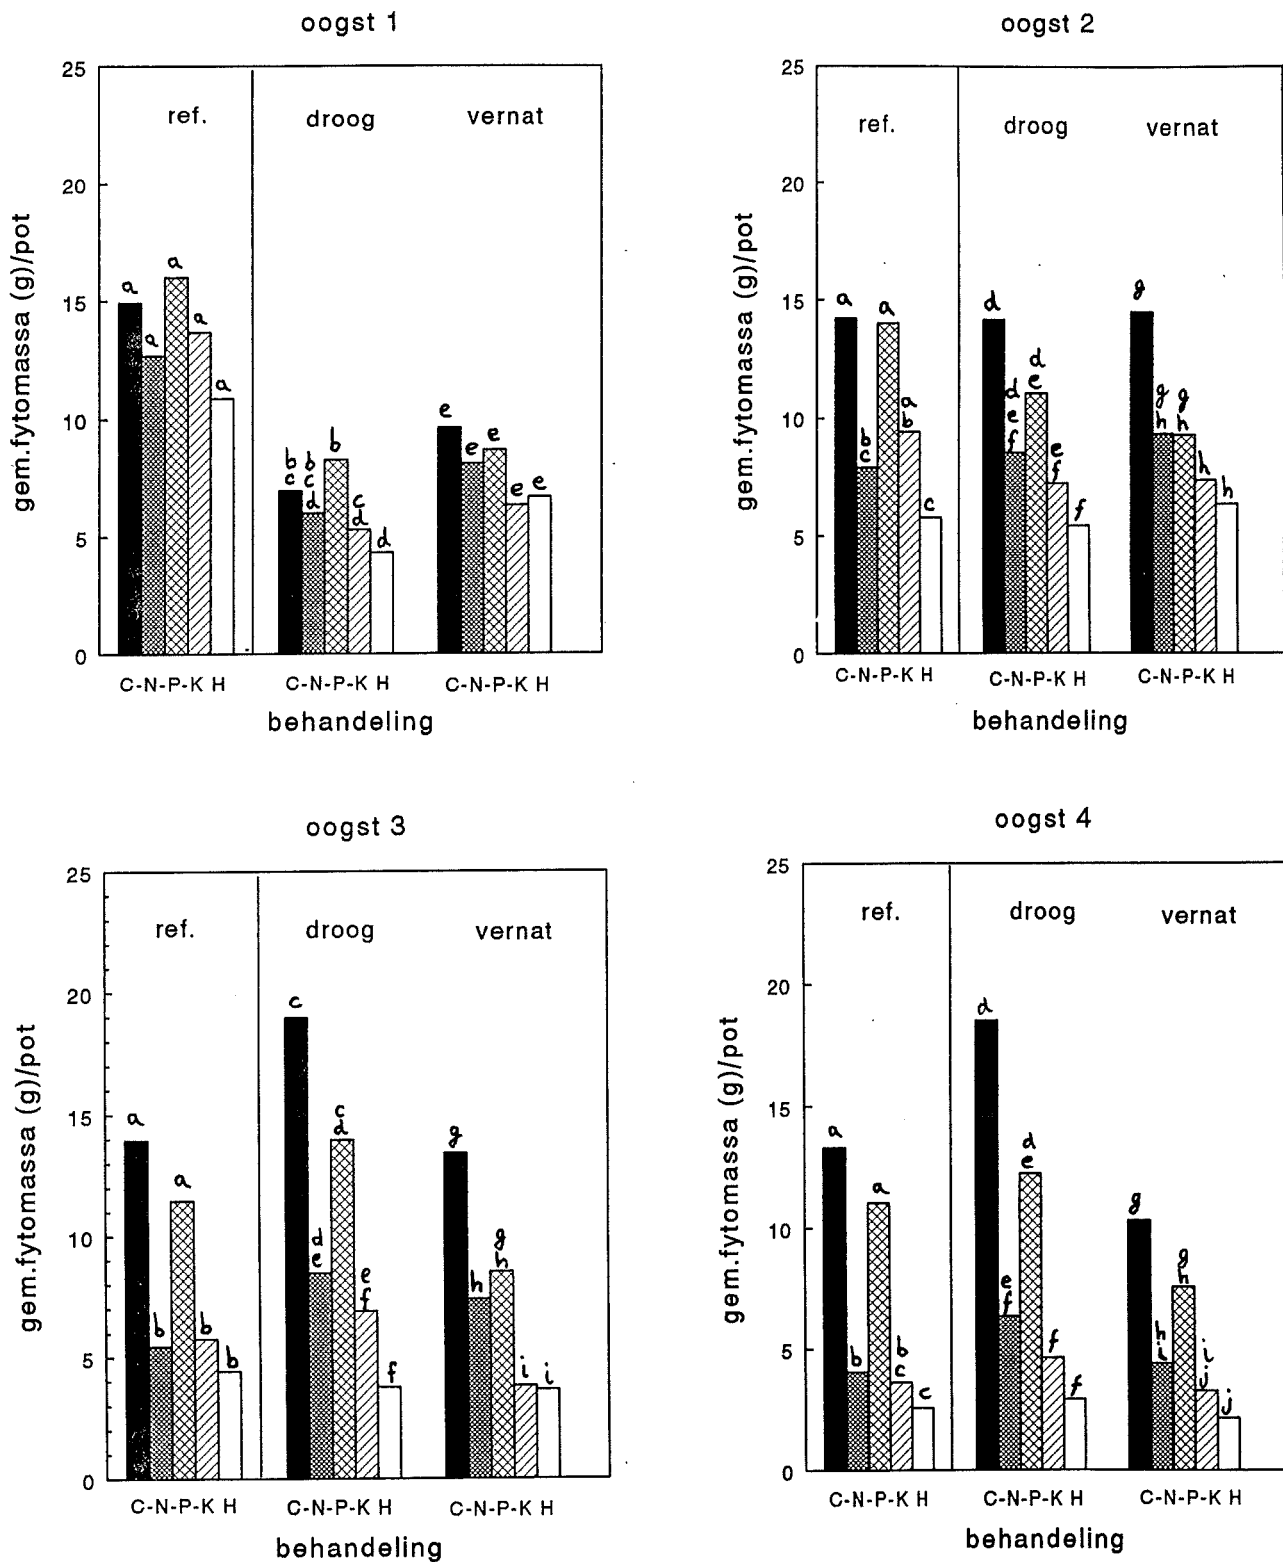 oogst 1
gem.fytomassa (g)/pot
25
20
15
10
5
0
ref.
droog
vernat
a
a
a
a
a
b
c
b
c
d
b
c
d
d
e
e
e
e
e
C-N-P-K H
C-N-P-K H
C-N-P-K H
behandeling
oogst 2
gem.fytomassa (g)/pot
25
20
15
10
5
0
ref.
droog
vernat
a
b
c
a
a
b
c
d
d
e
f
d
e
e
f
f
g
g
h
g
h
h
h
C-N-P-K H
C-N-P-K H
C-N-P-K H
behandeling
oogst 3
gem.fytomassa (g)/pot
25
20
15
10
5
0
ref.
droog
vernat
a
b
a
b
b
c
d
e
c
d
e
f
f
g
h
g
h
i
i
C-N-P-K H
C-N-P-K H
C-N-P-K H
behandeling
oogst 4
gem.fytomassa (g)/pot
25
20
15
10
5
0
ref.
droog
vernat
a
b
a
b
c
c
d
e
f
d
e
f
f
g
h
i
g
h
i
j
j
C-N-P-K H
C-N-P-K H
C-N-P-K H
behandeling